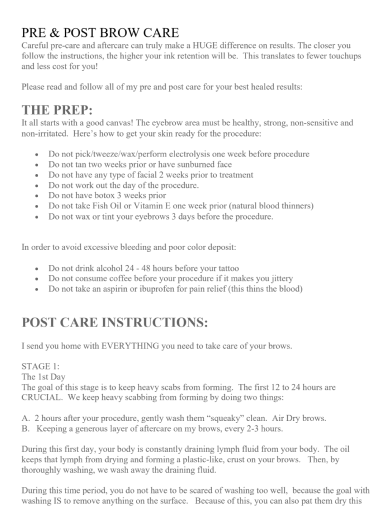 PRE & POST BROW CARE
Careful pre-care and aftercare can truly make a HUGE difference on results. The closer you
follow the instructions, the higher your ink retention will be.  This translates to fewer touchups
and less cost for you!
Please read and follow all of my pre and post care for your best healed results:
THE PREP:
It all starts with a good canvas! The eyebrow area must be healthy, strong, non-sensitive and
non-irritated.  Here’s how to get your skin ready for the procedure:
• Do not pick/tweeze/wax/perform electrolysis one week before procedure
• Do not tan two weeks prior or have sunburned face
• Do not have any type of facial 2 weeks prior to treatment
• Do not work out the day of the procedure.
• Do not have botox 3 weeks prior
• Do not take Fish Oil or Vitamin E one week prior (natural blood thinners)
• Do not wax or tint your eyebrows 3 days before the procedure.
In order to avoid excessive bleeding and poor color deposit:
• Do not drink alcohol 24 - 48 hours before your tattoo
• Do not consume coffee before your procedure if it makes you jittery
• Do not take an aspirin or ibuprofen for pain relief (this thins the blood)
POST CARE INSTRUCTIONS:
I send you home with EVERYTHING you need to take care of your brows.
STAGE 1:
The 1st Day
The goal of this stage is to keep heavy scabs from forming.  The first 12 to 24 hours are
CRUCIAL.  We keep heavy scabbing from forming by doing two things:
A.  2 hours after your procedure, gently wash them “squeaky” clean.  Air Dry brows.
B.   Keeping a generous layer of aftercare on my brows, every 2-3 hours.
During this first day, your body is constantly draining lymph fluid from your body.  The oil
keeps that lymph from drying and forming a plastic-like, crust on your brows.   Then, by
thoroughly washing, we wash away the draining fluid.
During this time period, you do not have to be scared of washing too well,  because the goal with
washing IS to remove anything on the surface.   Because of this, you can also pat them dry this